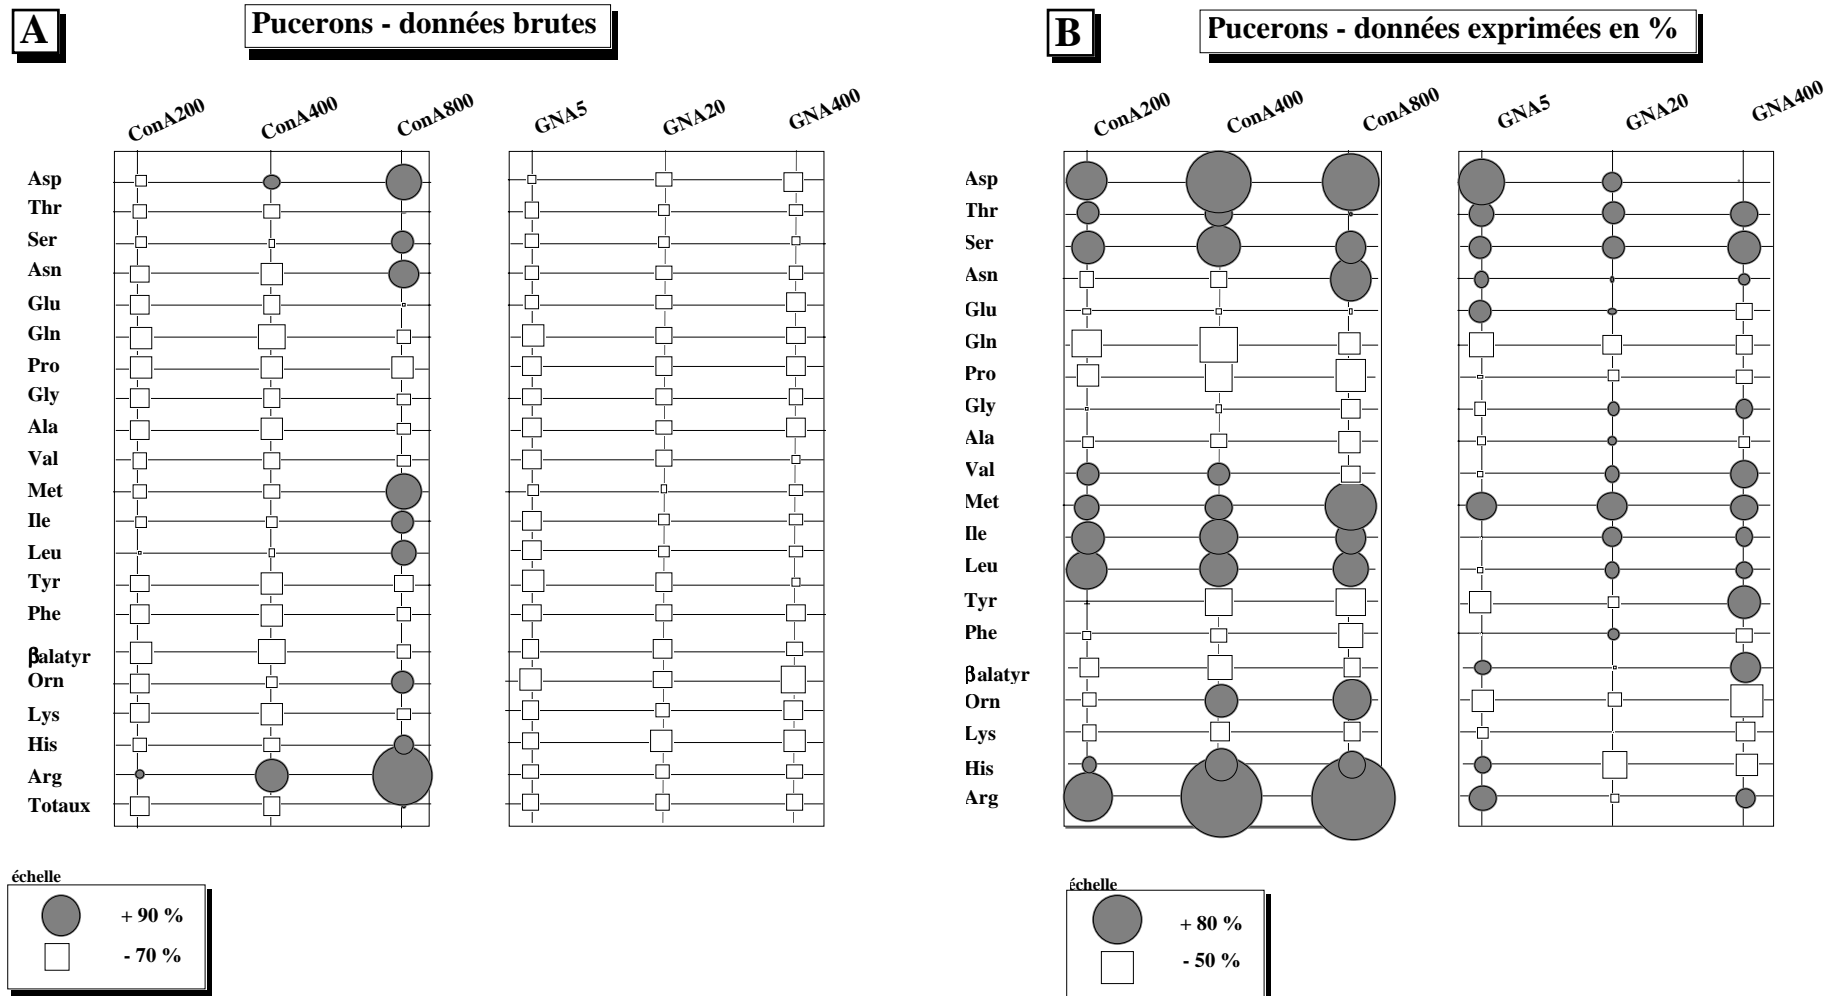 A
Pucerons - données brutes
ConA200
ConA400
ConA800
GNA5
GNA20
GNA400
Asp
Thr
Ser
Asn
Glu
Gln
Pro
Gly
Ala
Val
Met
Ile
Leu
Tyr
Phe
βalatyr
Orn
Lys
His
Arg
Totaux
échelle
+ 90 %
- 70 %
B
Pucerons - données exprimées en %
ConA200
ConA400
ConA800
GNA5
GNA20
GNA400
Asp
Thr
Ser
Asn
Glu
Gln
Pro
Gly
Ala
Val
Met
Ile
Leu
Tyr
Phe
βalatyr
Orn
Lys
His
Arg
échelle
+ 80 %
- 50 %